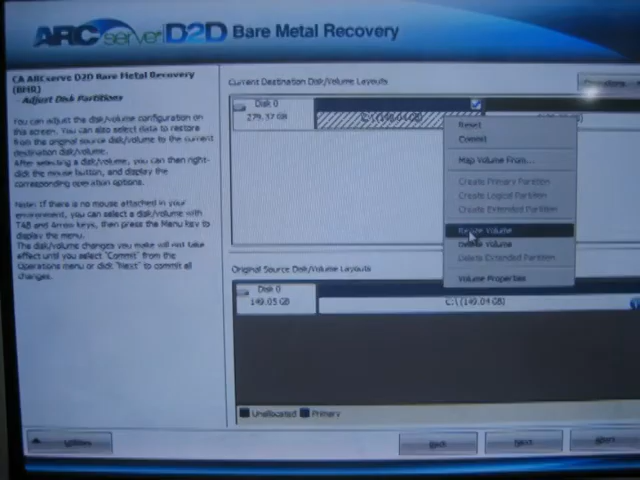 ARCserve D2D Bare Metal Recovery
CA ARCserve D2D Bare Metal Recovery
(BMR)
- Adjust Disk Partitions
You can adjust the disk/volume configuration on
this screen. You can also select data to restore
from the original source disk/volume to the current
destination disk/volume.
After selecting a disk/volume, you can then right-
click the mouse button, and display the
corresponding operation options.
Note: If there is no mouse attached in your
environment, you can select a disk/volume with
TAB and Arrow keys, then press the Menu key to
display the menu.
The disk/volume changes you make will not take
effect until you select "Commit" from the
Operations menu or click "Next" to commit all
changes.
Current Destination Disk/Volume Layouts
Operations
Disk 0
279.37 GB
C:\ (149.04 GB)
Reset
Commit
Map Volume From...
Create Primary Partition
Create Logical Partition
Create Extended Partition
Resize Volume
Delete Volume
Delete Extended Partition
Volume Properties
Original Source Disk/Volume Layouts
Disk 0
149.05 GB
C:\ (149.04 GB)
Unallocated Primary
Utilities
Back
Next
Abort